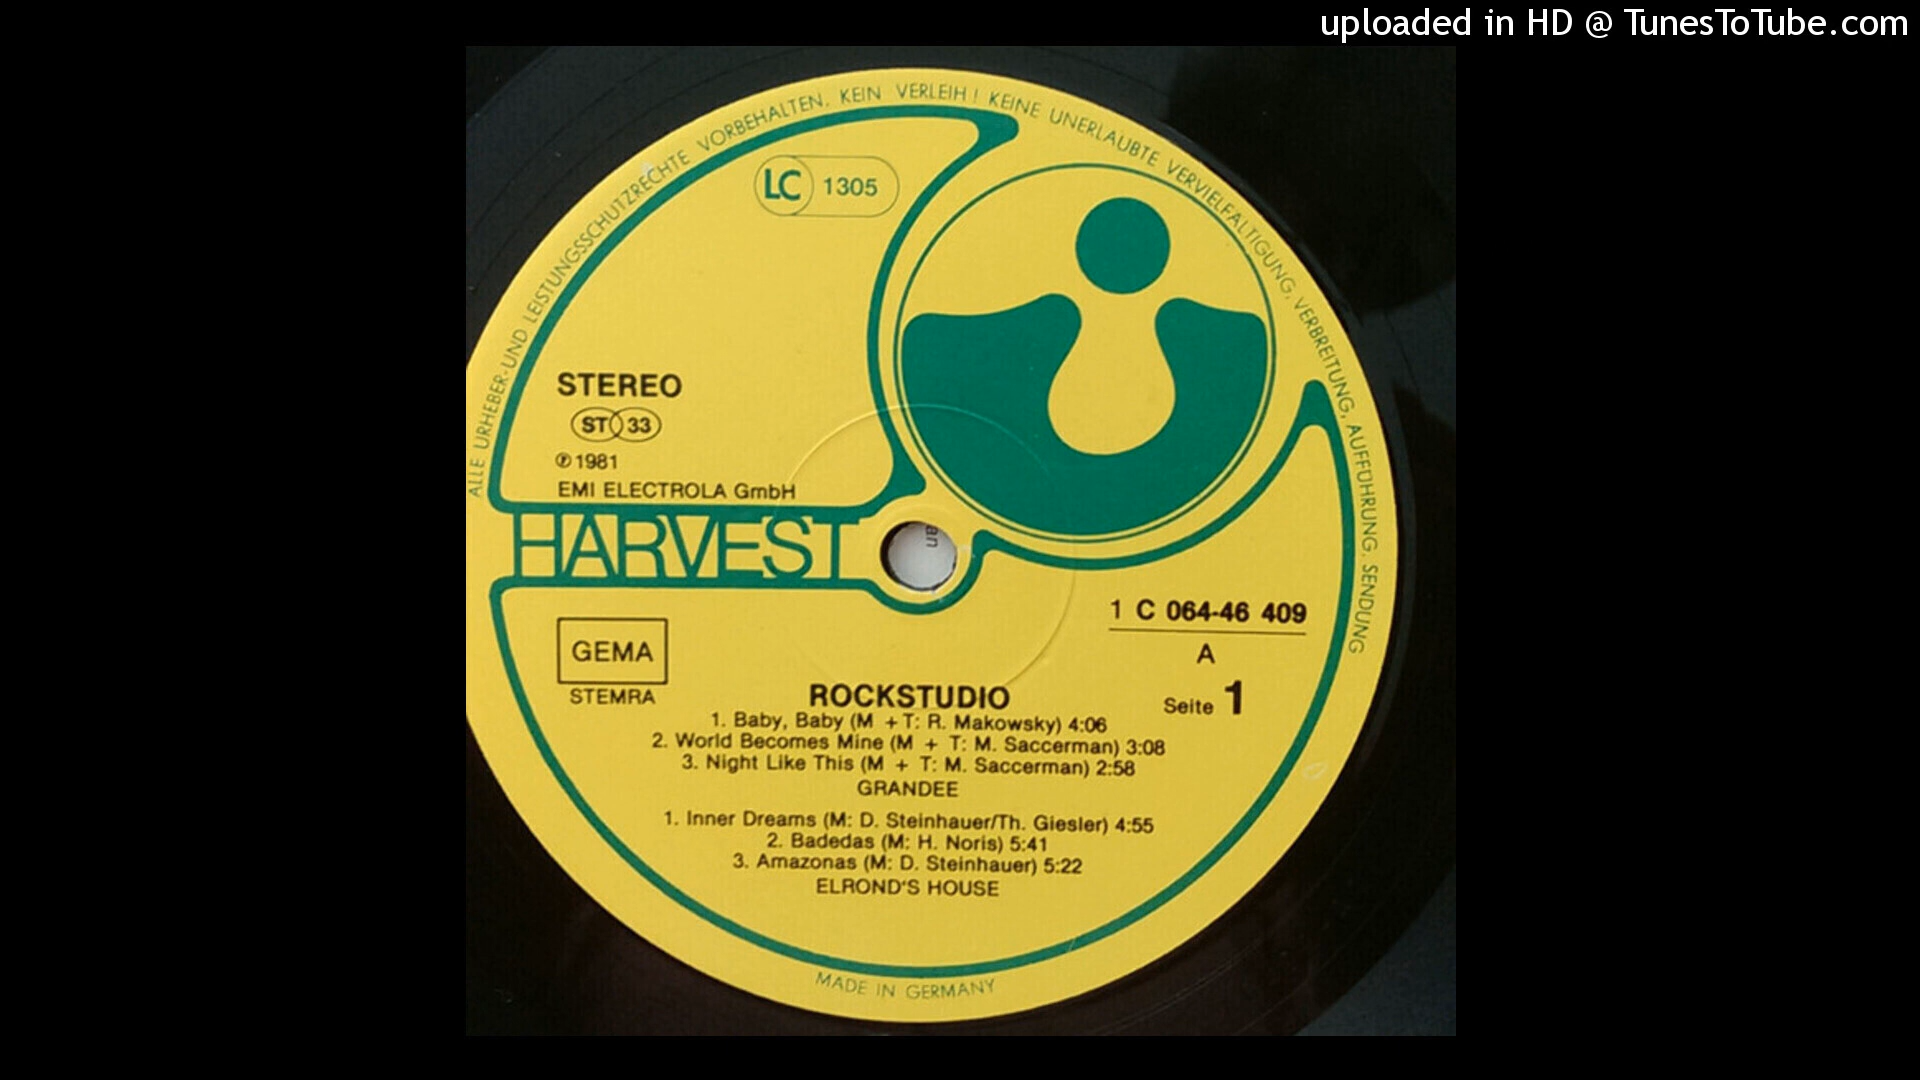 uploaded in HD @ TunesToTube.com
ALLE URHEBER- UND LEISTUNGSSCHUTZRECHTE VORBEHALTEN. KEIN VERLEIH! KEINE UNERLAUBTE VERVIELFÄLTIGUNG, VERBREITUNG, AUFFÜHRUNG, SENDUNG
LC 1305
STEREO
ST 33
℗ 1981
EMI ELECTROLA GmbH
HARVEST
an
GEMA
STEMRA
1 C 064-46 409
A
Seite 1
ROCKSTUDIO
1. Baby, Baby (M + T: R. Makowsky) 4:06
2. World Becomes Mine (M + T: M. Saccerman) 3:08
3. Night Like This (M + T: M. Saccerman) 2:58
GRANDEE
1. Inner Dreams (M: D. Steinhauer/Th. Giesler) 4:55
2. Badedas (M: H. Noris) 5:41
3. Amazonas (M: D. Steinhauer) 5:22
ELROND'S HOUSE
MADE IN GERMANY